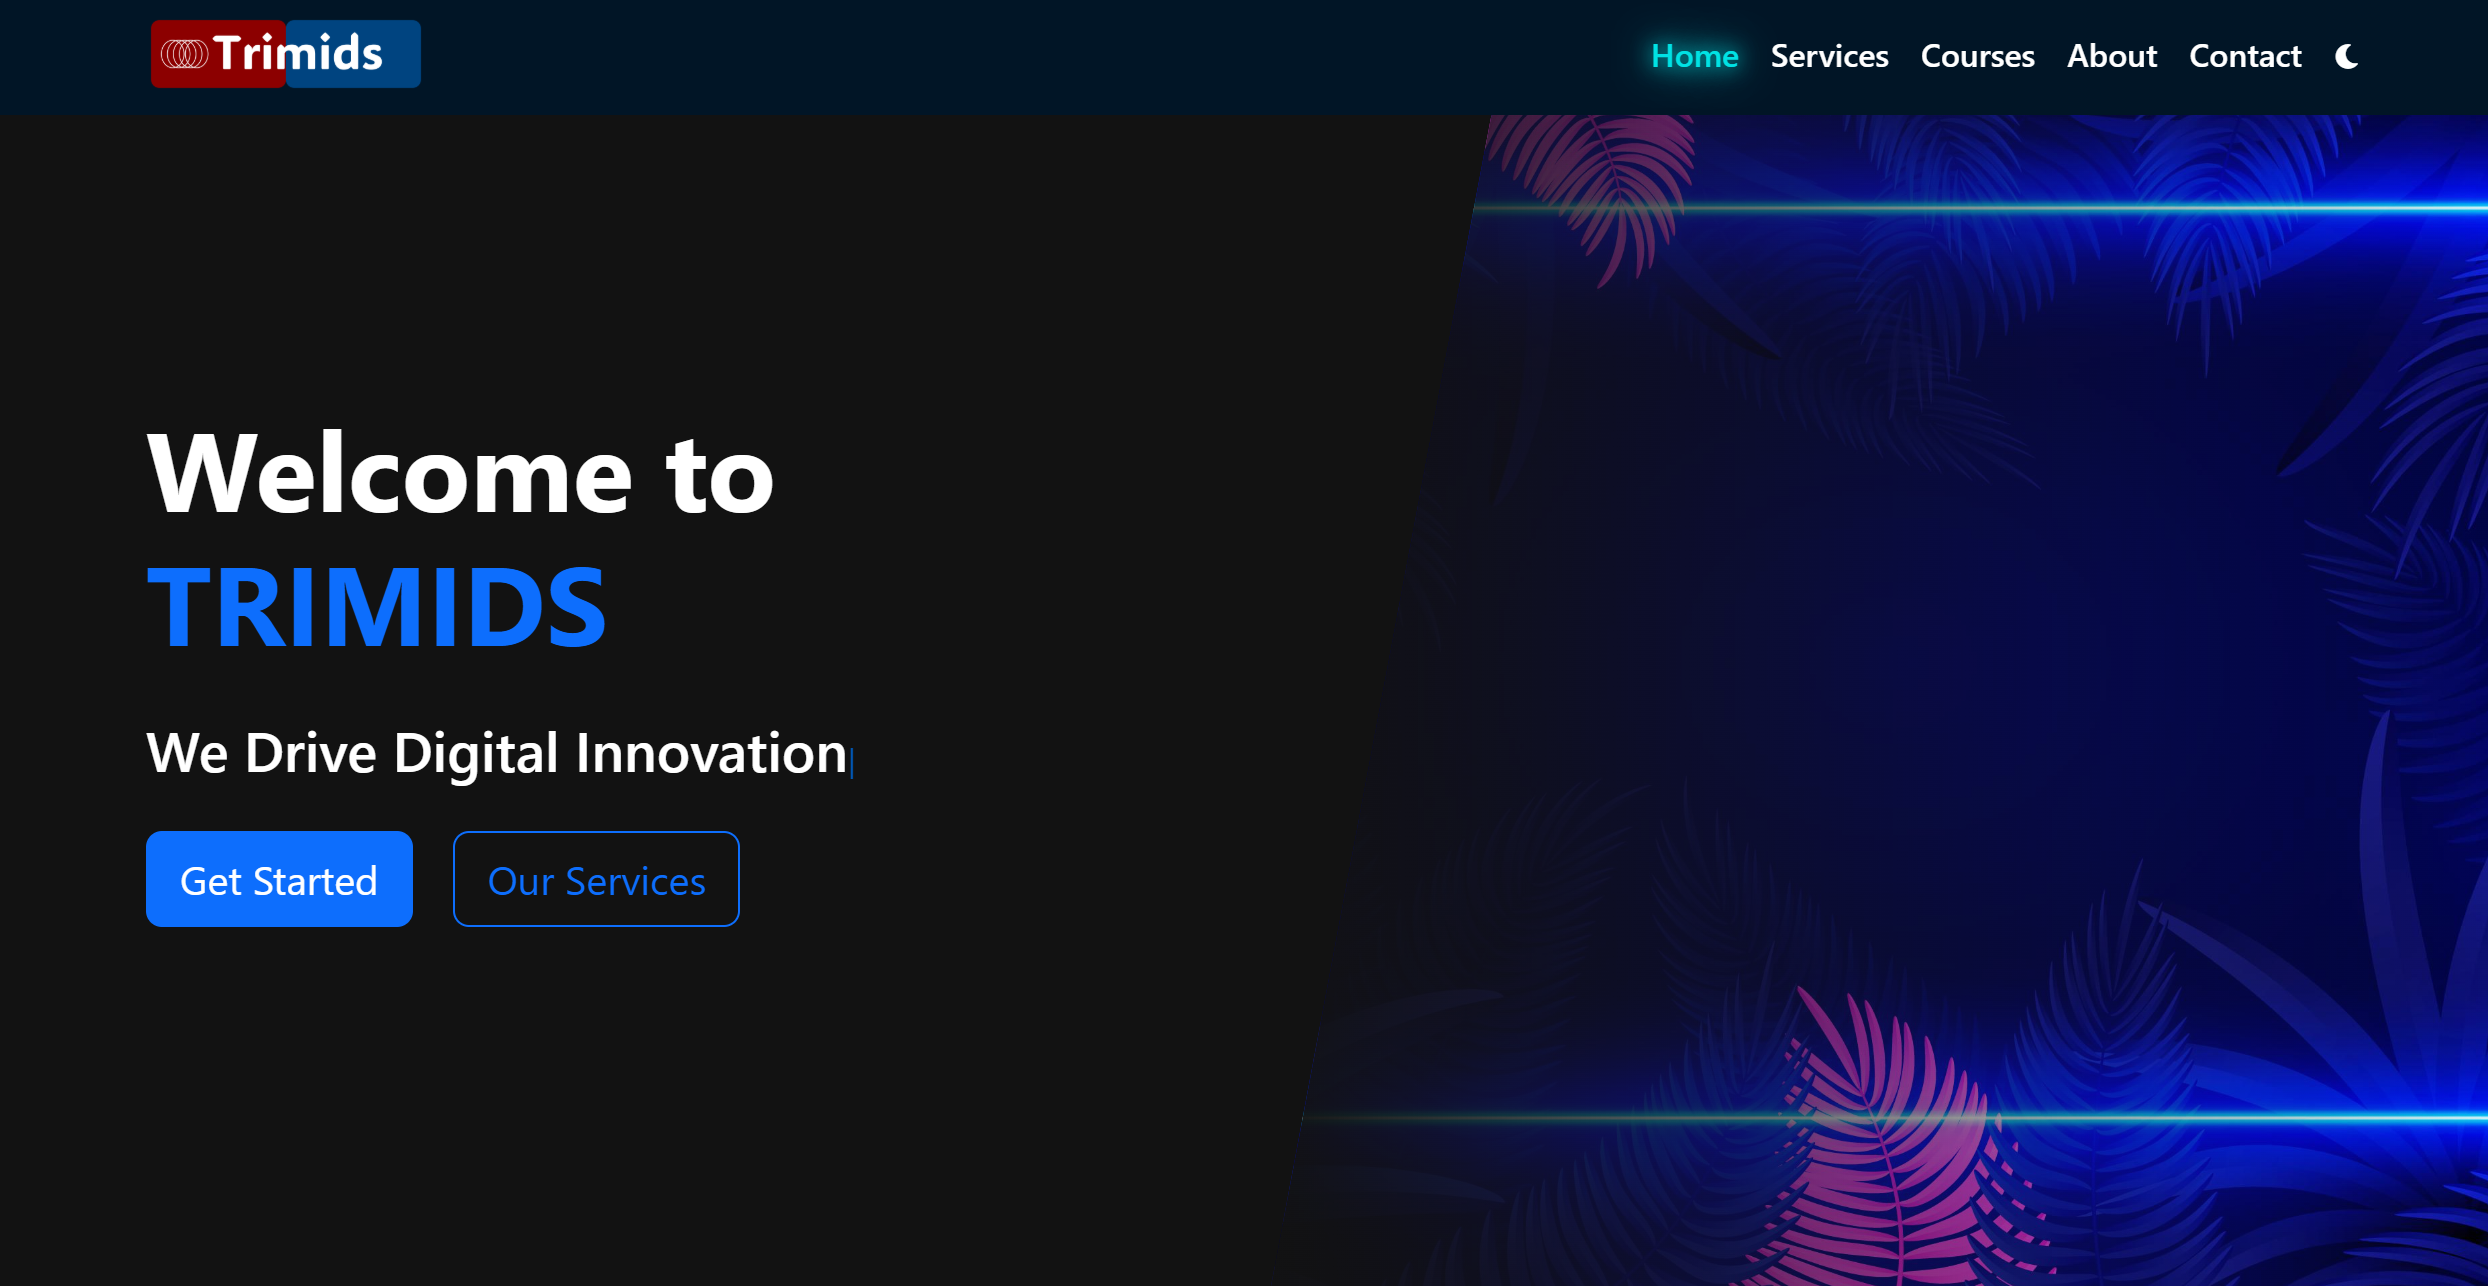 Trimids
Home Services Courses About Contact
Welcome to
TRIMIDS
We Drive Digital Innovation|
Get Started Our Services